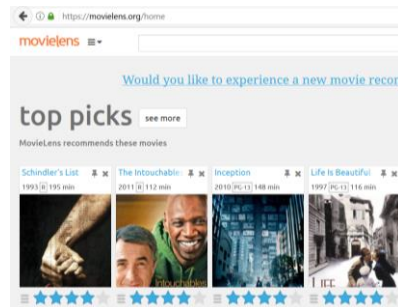 https://movielens.org/home
movielens
Would you like to experience a new movie recor
top picks see more
MovieLens recommends these movies
Schindler's List The Intouchable Inception Life Is Beautiful
1993 R 195 min 2011 R 112 min 2010 PG-13 148 min 1997 PG-13 116 min
intouchables
LIFE